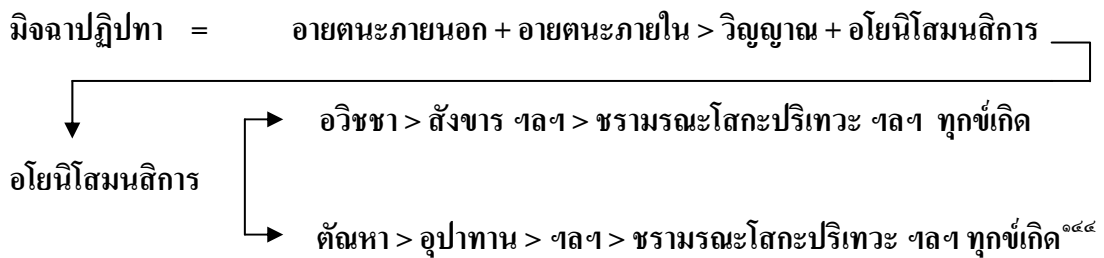 มิจฉาปฏิปทา = อายตนะภายนอก + อายตนะภายใน > วิญญาณ + อโยนิโสมนสิการ
อวิชชา > สังขาร ฯลฯ > ชรามรณะโสกะปริเทวะ ฯลฯ ทุกข์เกิด
อโยนิโสมนสิการ
ตัณหา > อุปาทาน > ฯลฯ > ชรามรณะโสกะปริเทวะ ฯลฯ ทุกข์เกิด๑๔๔